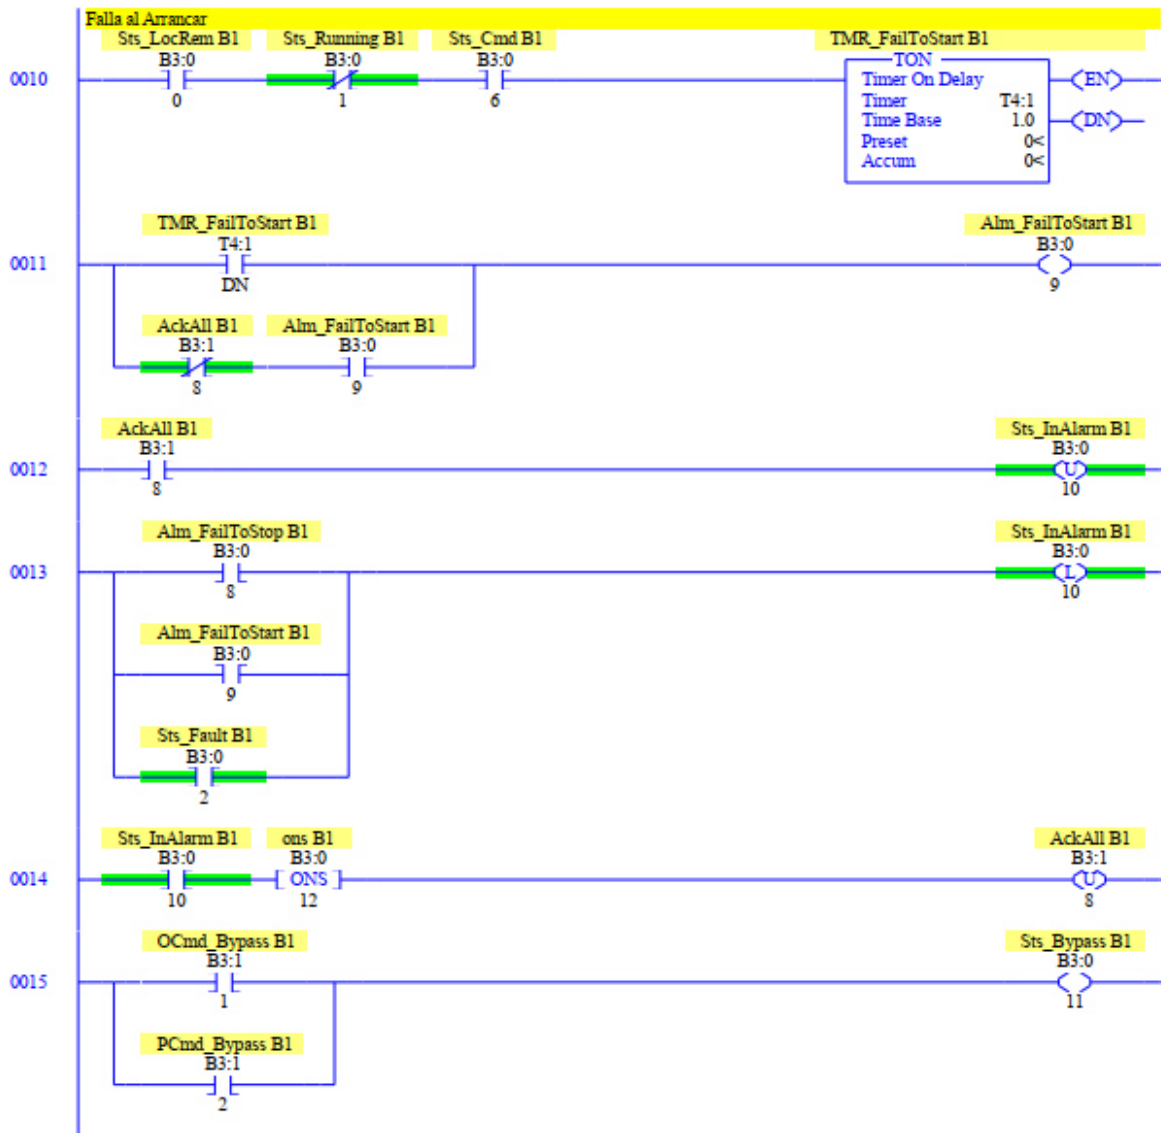 Falla al Arrancar
Sts_LocRem B1 Sts_Running B1 Sts_Cmd B1 TMR_FailToStart B1
B3:0 B3:0 B3:0 TON
0010 Timer On Delay EN
0 1 6 Timer T4:1
Time Base 1.0 DN
Preset 0<
Accum 0<
TMR_FailToStart B1 Alm_FailToStart B1
T4:1 B3:0
0011
DN 9
AckAll B1 Alm_FailToStart B1
B3:1 B3:0
8 9
AckAll B1 Sts_InAlarm B1
B3:1 B3:0
0012 U
8 10
Alm_FailToStop B1 Sts_InAlarm B1
B3:0 B3:0
0013 L
8 10
Alm_FailToStart B1
B3:0
9
Sts_Fault B1
B3:0
2
Sts_InAlarm B1 ons B1 AckAll B1
B3:0 B3:0 B3:1
0014 ONS U
10 12 8
OCmd_Bypass B1 Sts_Bypass B1
B3:1 B3:0
0015
1 11
PCmd_Bypass B1
B3:1
2